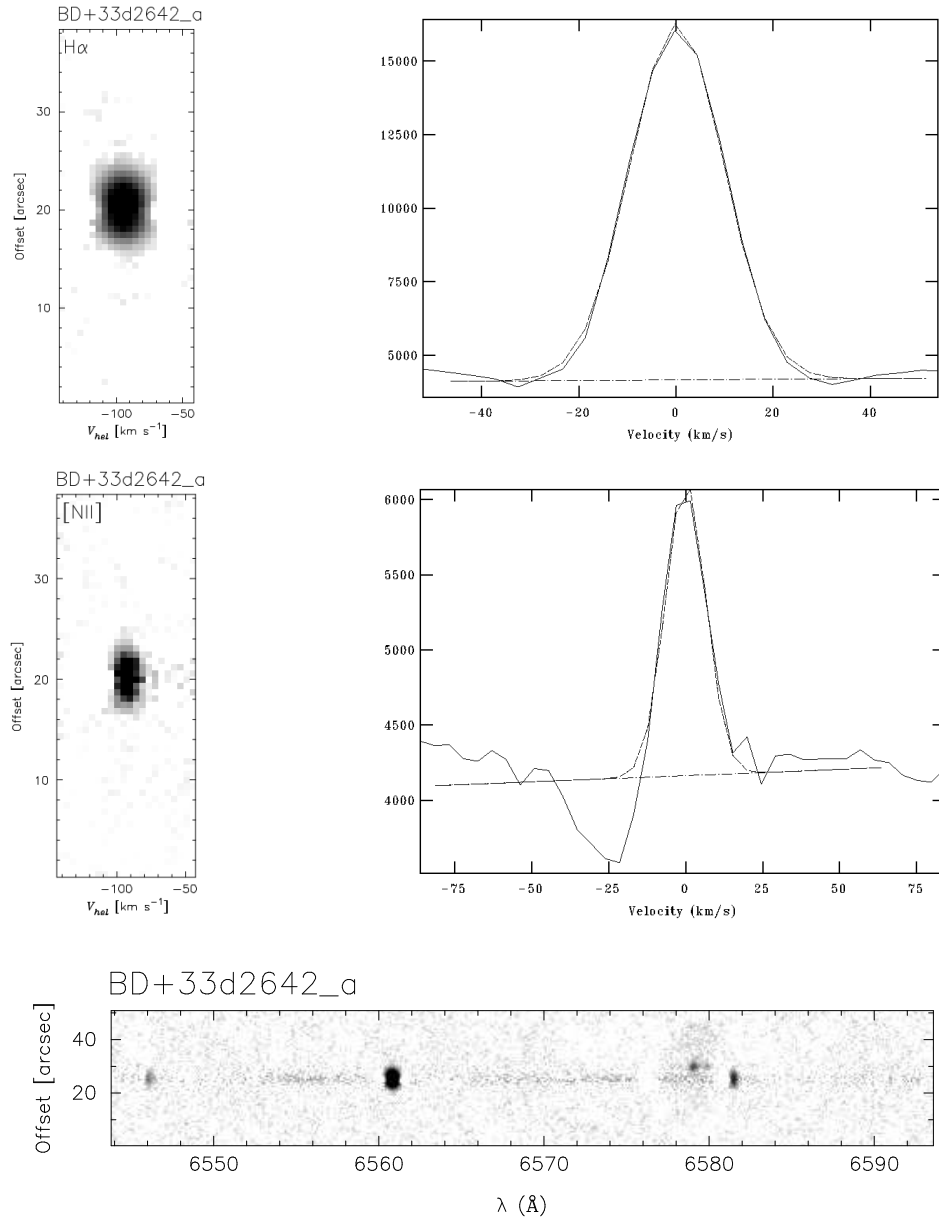 BD+33d2642_a
Hα
Offset [arcsec]
30
20
10
−100 −50
V_hel [km s⁻¹]
15000
12500
10000
7500
5000
−40 −20 0 20 40
Velocity (km/s)
BD+33d2642_a
[NII]
Offset [arcsec]
30
20
10
−100 −50
V_hel [km s⁻¹]
6000
5500
5000
4500
4000
−75 −50 −25 0 25 50 75
Velocity (km/s)
BD+33d2642_a
Offset [arcsec]
40
20
6550 6560 6570 6580 6590
λ (Å)